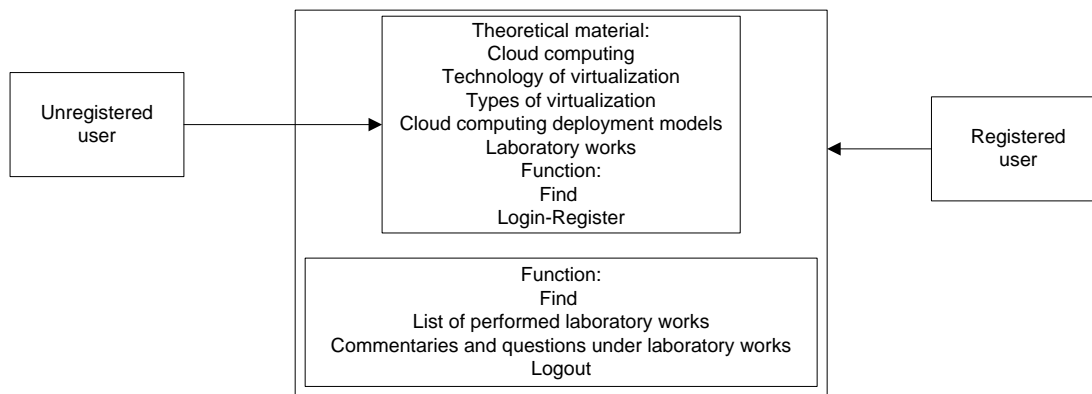 Unregistered
user
Theoretical material:
Cloud computing
Technology of virtualization
Types of virtualization
Cloud computing deployment models
Laboratory works
Function:
Find
Login-Register
Function:
Find
List of performed laboratory works
Commentaries and questions under laboratory works
Logout
Registered
user